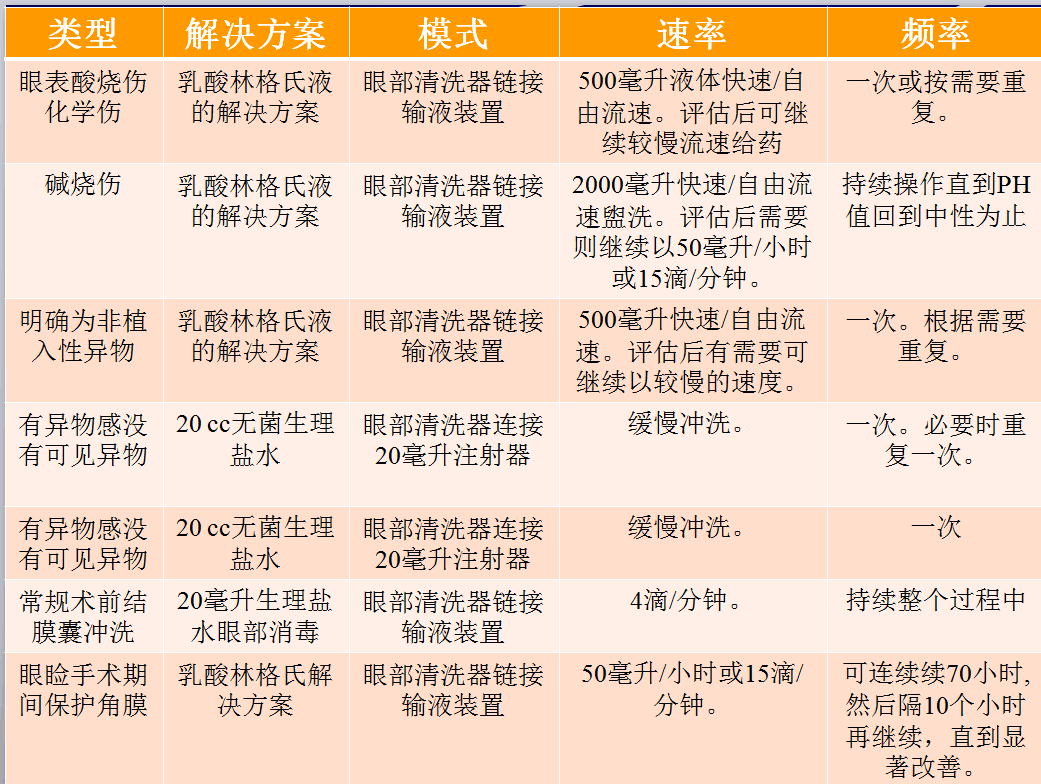 类型 解决方案 模式 速率 频率
眼表酸烧伤
化学伤
乳酸林格氏液
的解决方案
眼部清洗器链接
输液装置
500毫升液体快速/自
由流速。评估后可继
续较慢流速给药
一次或按需要重
复。
碱烧伤
乳酸林格氏液
的解决方案
眼部清洗器链接
输液装置
2000毫升快速/自由流
速盥洗。评估后需要
则继续以50毫升/小时
或15滴/分钟。
持续操作直到PH
值回到中性为止
明确为非植
入性异物
乳酸林格氏液
的解决方案
眼部清洗器链接
输液装置
500毫升快速/自由流
速。评估后有需要可
继续以较慢的速度。
一次。根据需要
重复。
有异物感没
有可见异物
20 cc无菌生理
盐水
眼部清洗器连接
20毫升注射器
缓慢冲洗。
一次。必要时重
复一次。
有异物感没
有可见异物
20 cc无菌生理
盐水
眼部清洗器连接
20毫升注射器
缓慢冲洗。
一次
常规术前结
膜囊冲洗
20毫升生理盐
水眼部消毒
眼部清洗器链接
输液装置
4滴/分钟。
持续整个过程中
眼睑手术期
间保护角膜
乳酸林格氏解
决方案
眼部清洗器链接
输液装置
50毫升/小时或15滴/
分钟。
可连续续70小时,
然后隔10个小时
再继续，直到显
著改善。